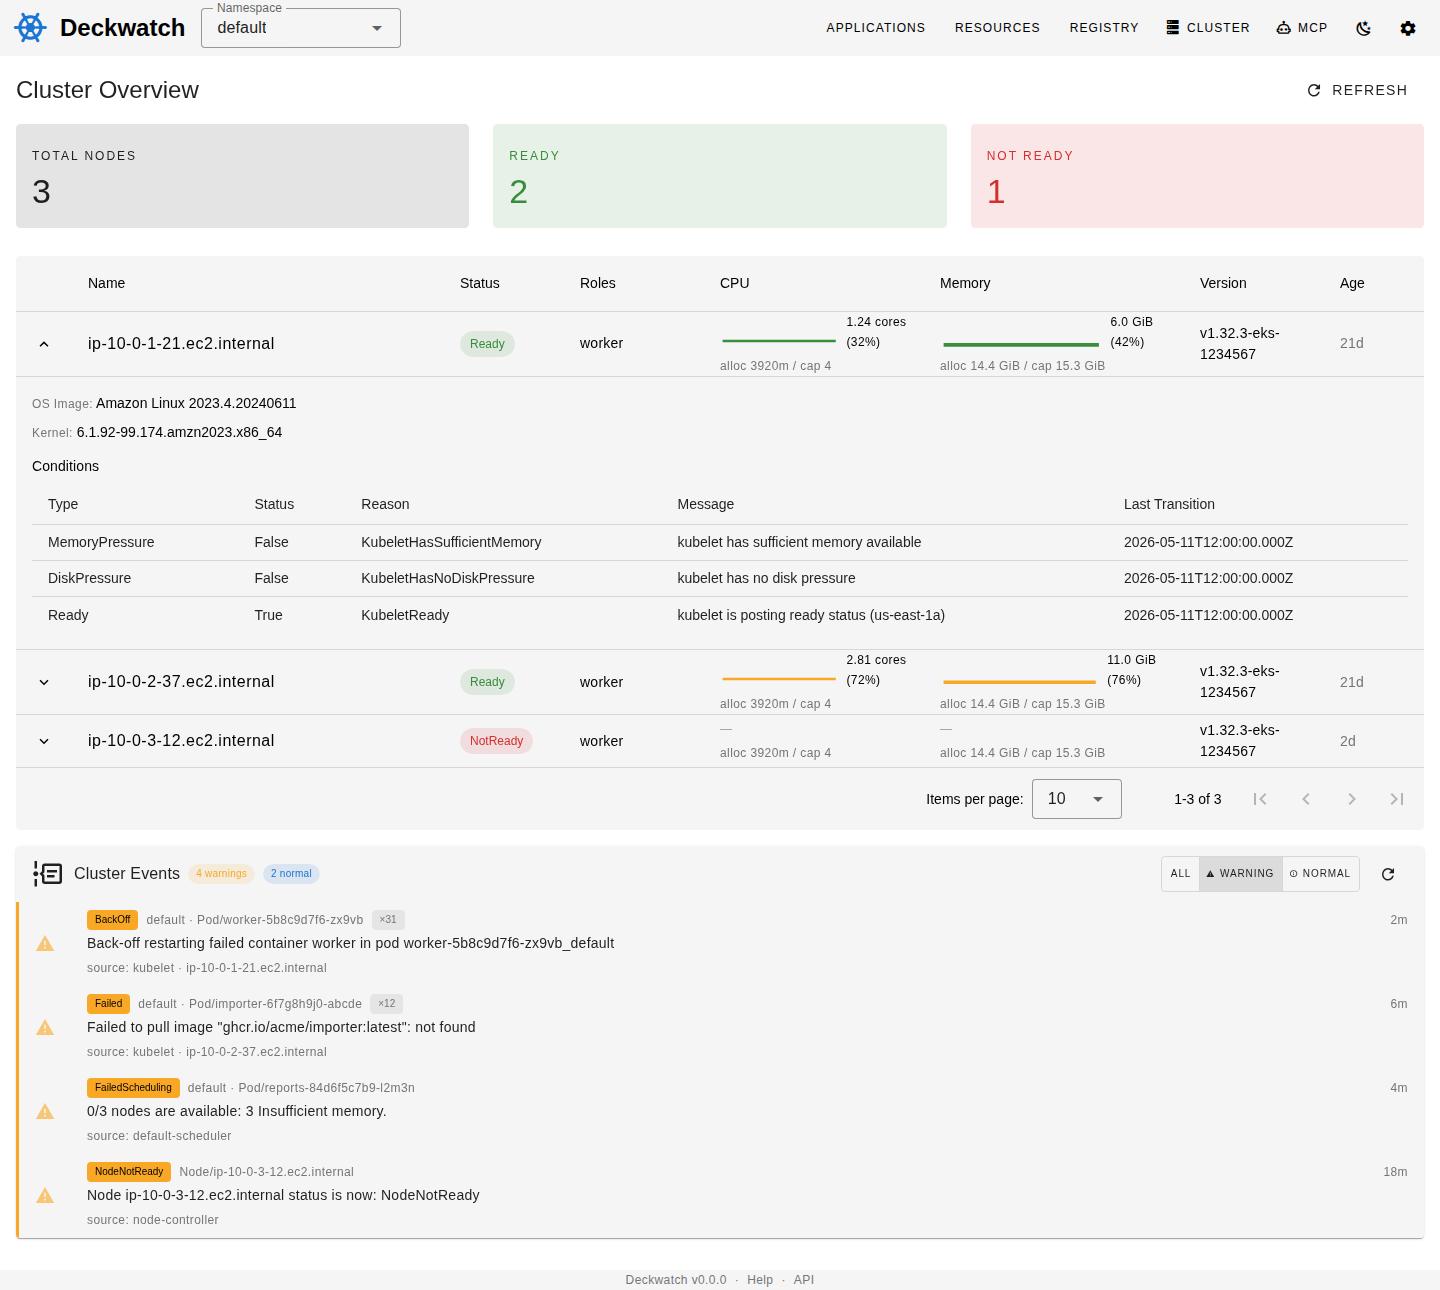 Deckwatch
Namespace
default
APPLICATIONS
RESOURCES
REGISTRY
CLUSTER
MCP
Cluster Overview
REFRESH
TOTAL NODES
3
READY
2
NOT READY
1
Name Status Roles CPU Memory Version Age
ip-10-0-1-21.ec2.internal
Ready
worker
1.24 cores
(32%)
alloc 3920m / cap 4
6.0 GiB
(42%)
alloc 14.4 GiB / cap 15.3 GiB
v1.32.3-eks-
1234567
21d
OS Image: Amazon Linux 2023.4.20240611
Kernel: 6.1.92-99.174.amzn2023.x86_64
Conditions
Type Status Reason Message Last Transition
MemoryPressure False KubeletHasSufficientMemory kubelet has sufficient memory available 2026-05-11T12:00:00.000Z
DiskPressure False KubeletHasNoDiskPressure kubelet has no disk pressure 2026-05-11T12:00:00.000Z
Ready True KubeletReady kubelet is posting ready status (us-east-1a) 2026-05-11T12:00:00.000Z
ip-10-0-2-37.ec2.internal
Ready
worker
2.81 cores
(72%)
alloc 3920m / cap 4
11.0 GiB
(76%)
alloc 14.4 GiB / cap 15.3 GiB
v1.32.3-eks-
1234567
21d
ip-10-0-3-12.ec2.internal
NotReady
worker
—
alloc 3920m / cap 4
—
alloc 14.4 GiB / cap 15.3 GiB
v1.32.3-eks-
1234567
2d
Items per page: 10 1-3 of 3
Cluster Events 4 warnings 2 normal
ALL WARNING NORMAL
BackOff default · Pod/worker-5b8c9d7f6-zx9vb ×31 2m
Back-off restarting failed container worker in pod worker-5b8c9d7f6-zx9vb_default
source: kubelet · ip-10-0-1-21.ec2.internal
Failed default · Pod/importer-6f7g8h9j0-abcde ×12 6m
Failed to pull image "ghcr.io/acme/importer:latest": not found
source: kubelet · ip-10-0-2-37.ec2.internal
FailedScheduling default · Pod/reports-84d6f5c7b9-l2m3n 4m
0/3 nodes are available: 3 Insufficient memory.
source: default-scheduler
NodeNotReady Node/ip-10-0-3-12.ec2.internal 18m
Node ip-10-0-3-12.ec2.internal status is now: NodeNotReady
source: node-controller
Deckwatch v0.0.0 · Help · API